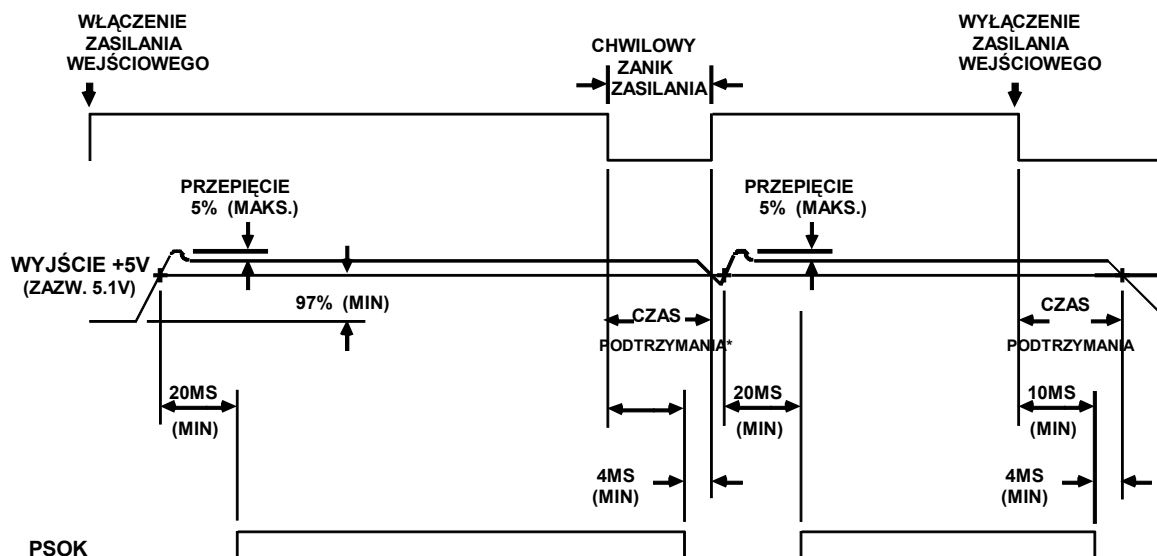 WŁĄCZENIE
ZASILANIA
WEJŚCIOWEGO
CHWILOWY
ZANIK
ZASILANIA
WYŁĄCZENIE
ZASILANIA
WEJŚCIOWEGO
PRZEPIĘCIE
5% (MAKS.)
PRZEPIĘCIE
5% (MAKS.)
WYJŚCIE +5V
(ZAZW. 5.1V)
97% (MIN)
CZAS
PODTRZYMANIA*
CZAS
PODTRZYMANIA
20MS
(MIN)
20MS
(MIN)
10MS
(MIN)
4MS
(MIN)
4MS
(MIN)
PSOK